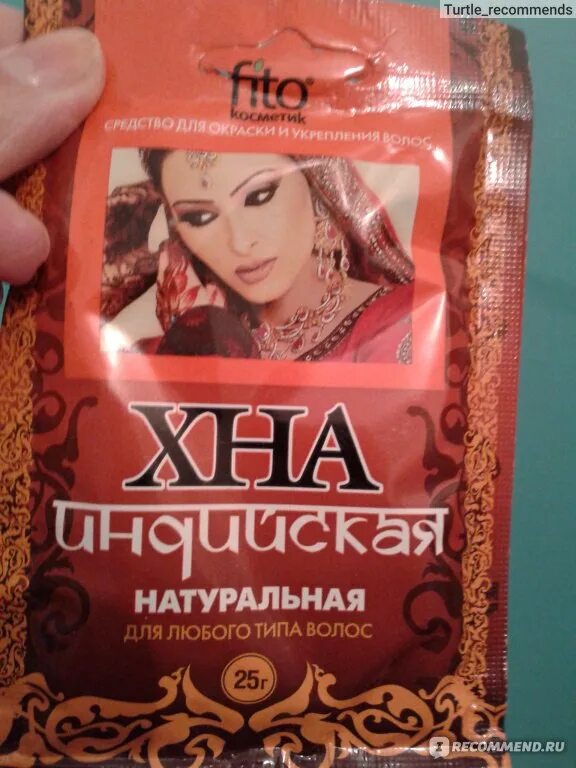 Turtle_recommends
fito®
косметик
СРЕДСТВО ДЛЯ ОКРАСКИ И УКРЕПЛЕНИЯ ВОЛОС
ХНА
индийская
НАТУРАЛЬНАЯ
ДЛЯ ЛЮБОГО ТИПА ВОЛОС
25г
RECOMMEND.RU